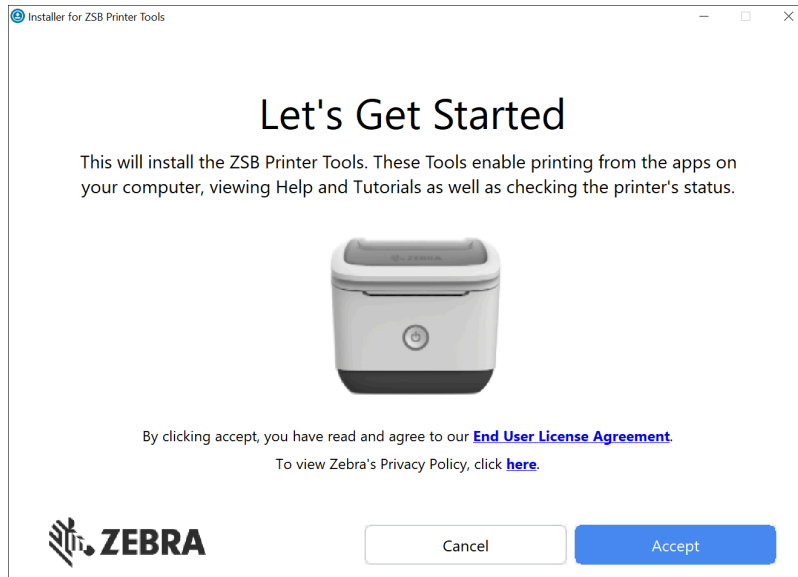 Installer for ZSB Printer Tools
Let's Get Started
This will install the ZSB Printer Tools. These Tools enable printing from the apps on
your computer, viewing Help and Tutorials as well as checking the printer's status.
ZEBRA
By clicking accept, you have read and agree to our End User License Agreement.
To view Zebra's Privacy Policy, click here.
ZEBRA
Cancel
Accept